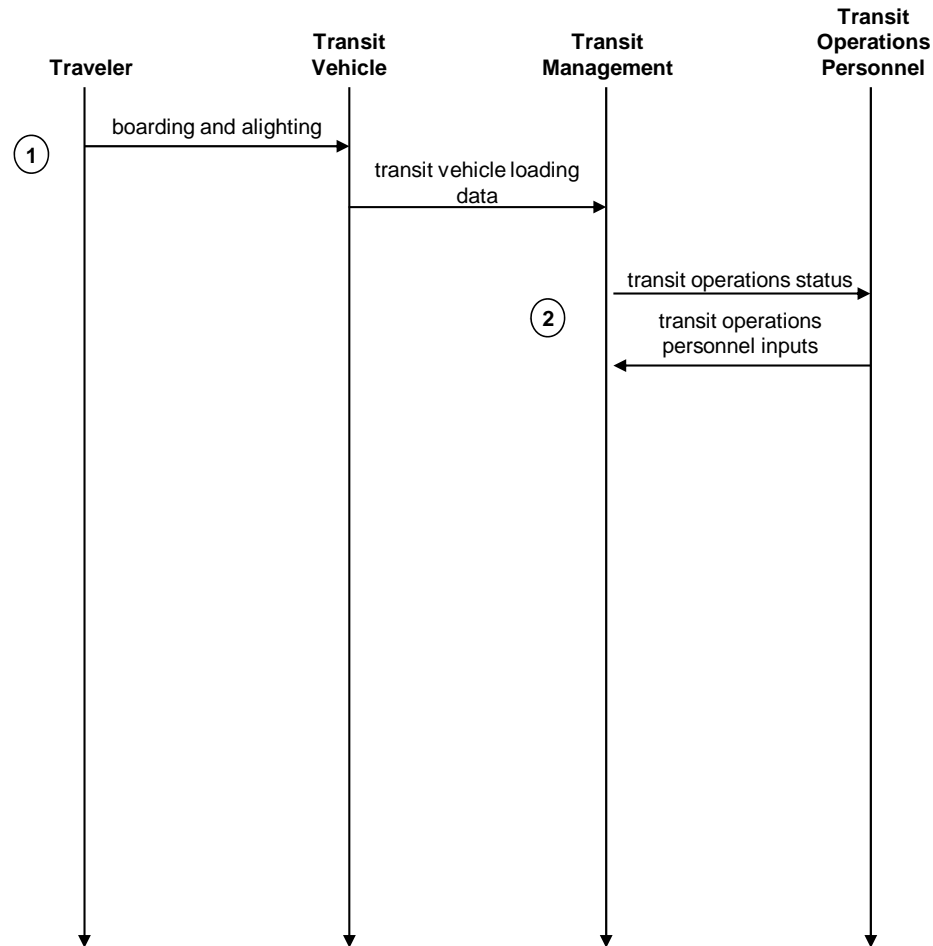 Traveler
Transit
Vehicle
Transit
Management
Transit
Operations
Personnel
boarding and alighting
1
transit vehicle loading
data
transit operations status
2
transit operations
personnel inputs